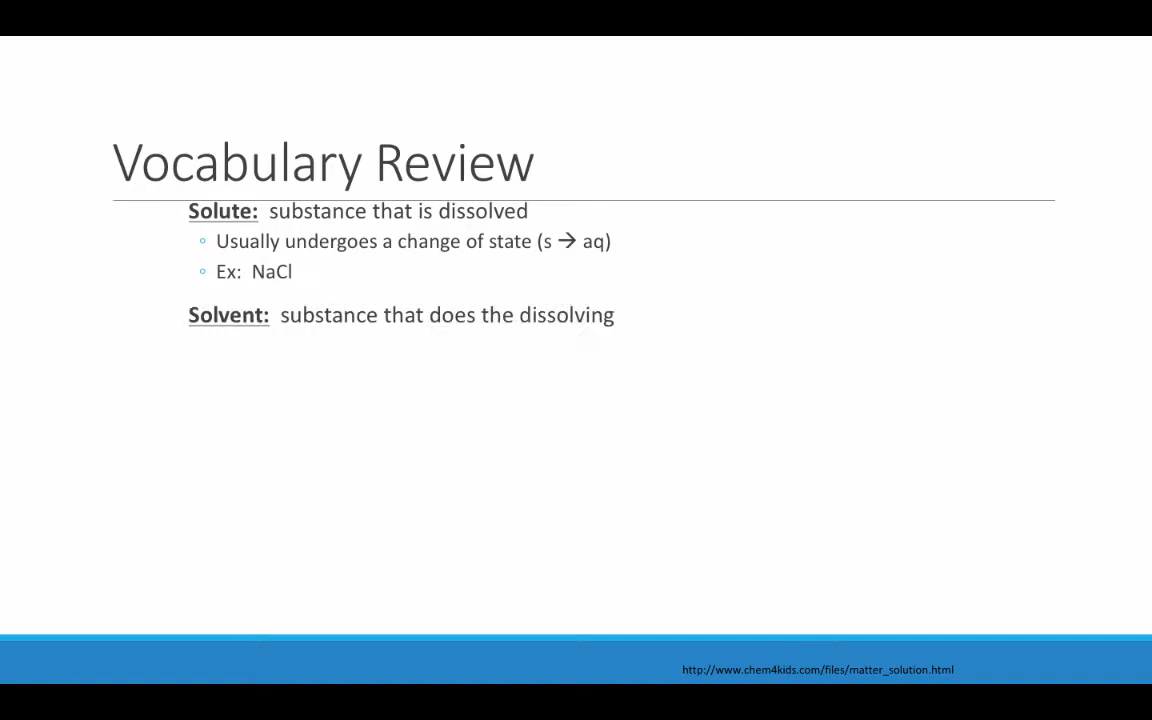 Vocabulary Review
Solute: substance that is dissolved
◦ Usually undergoes a change of state (s → aq)
◦ Ex: NaCl
Solvent: substance that does the dissolving
http://www.chem4kids.com/files/matter_solution.html